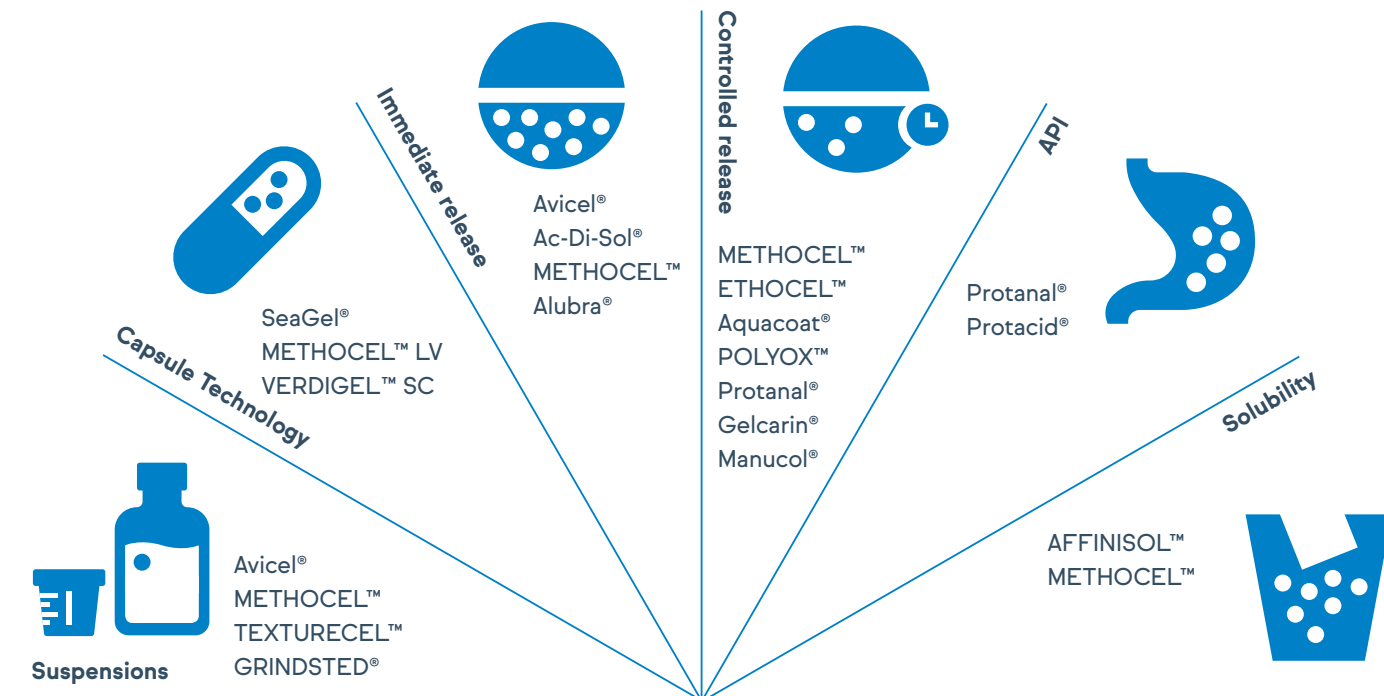 Suspensions
Avicel®
METHOCEL™
TEXTURECEL™
GRINDSTED®
Capsule Technology
SeaGel®
METHOCEL™ LV
VERDIGEL™ SC
Immediate release
Avicel®
Ac-Di-Sol®
METHOCEL™
Alubra®
Controlled release
METHOCEL™
ETHOCEL™
Aquacoat®
POLYOX™
Protanal®
Gelcarin®
Manucol®
API
Protanal®
Protacid®
Solubility
AFFINISOL™
METHOCEL™